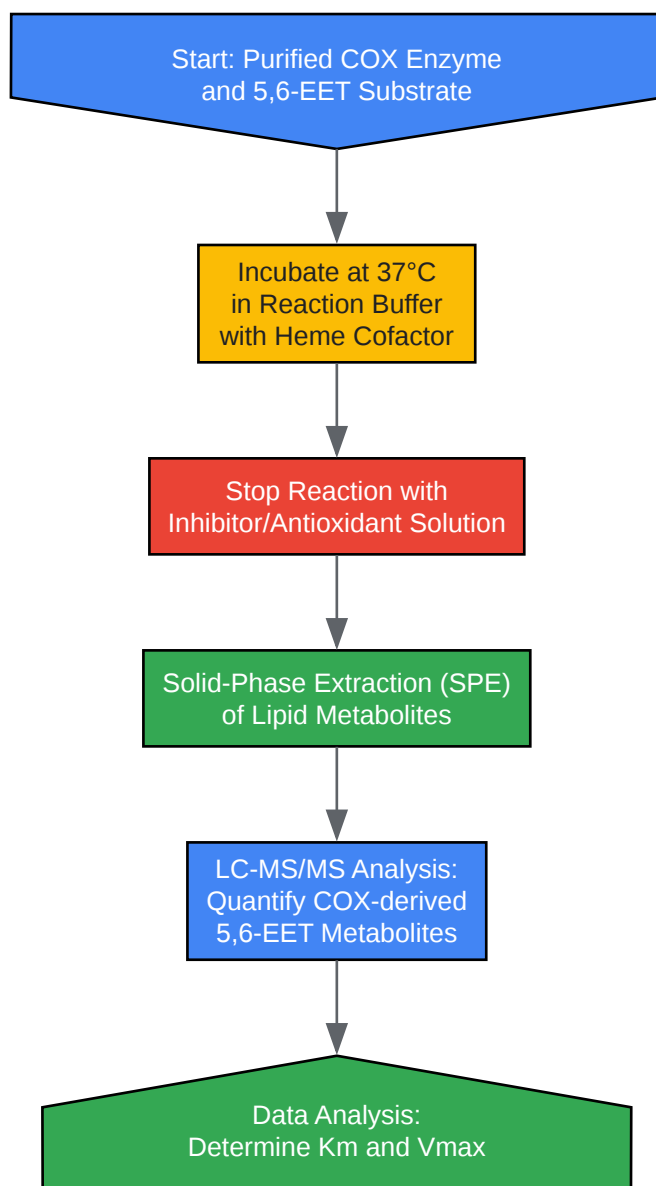 Start: Purified COX Enzyme
and 5,6-EET Substrate
Incubate at 37°C
in Reaction Buffer
with Heme Cofactor
Stop Reaction with
Inhibitor/Antioxidant Solution
Solid-Phase Extraction (SPE)
of Lipid Metabolites
LC-MS/MS Analysis:
Quantify COX-derived
5,6-EET Metabolites
Data Analysis:
Determine Km and Vmax